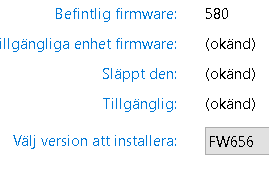 Befintlig firmware: 580
illgängliga enhet firmware: (okänd)
Släppt den: (okänd)
Tillgänglig: (okänd)
Välj version att installera: FW656